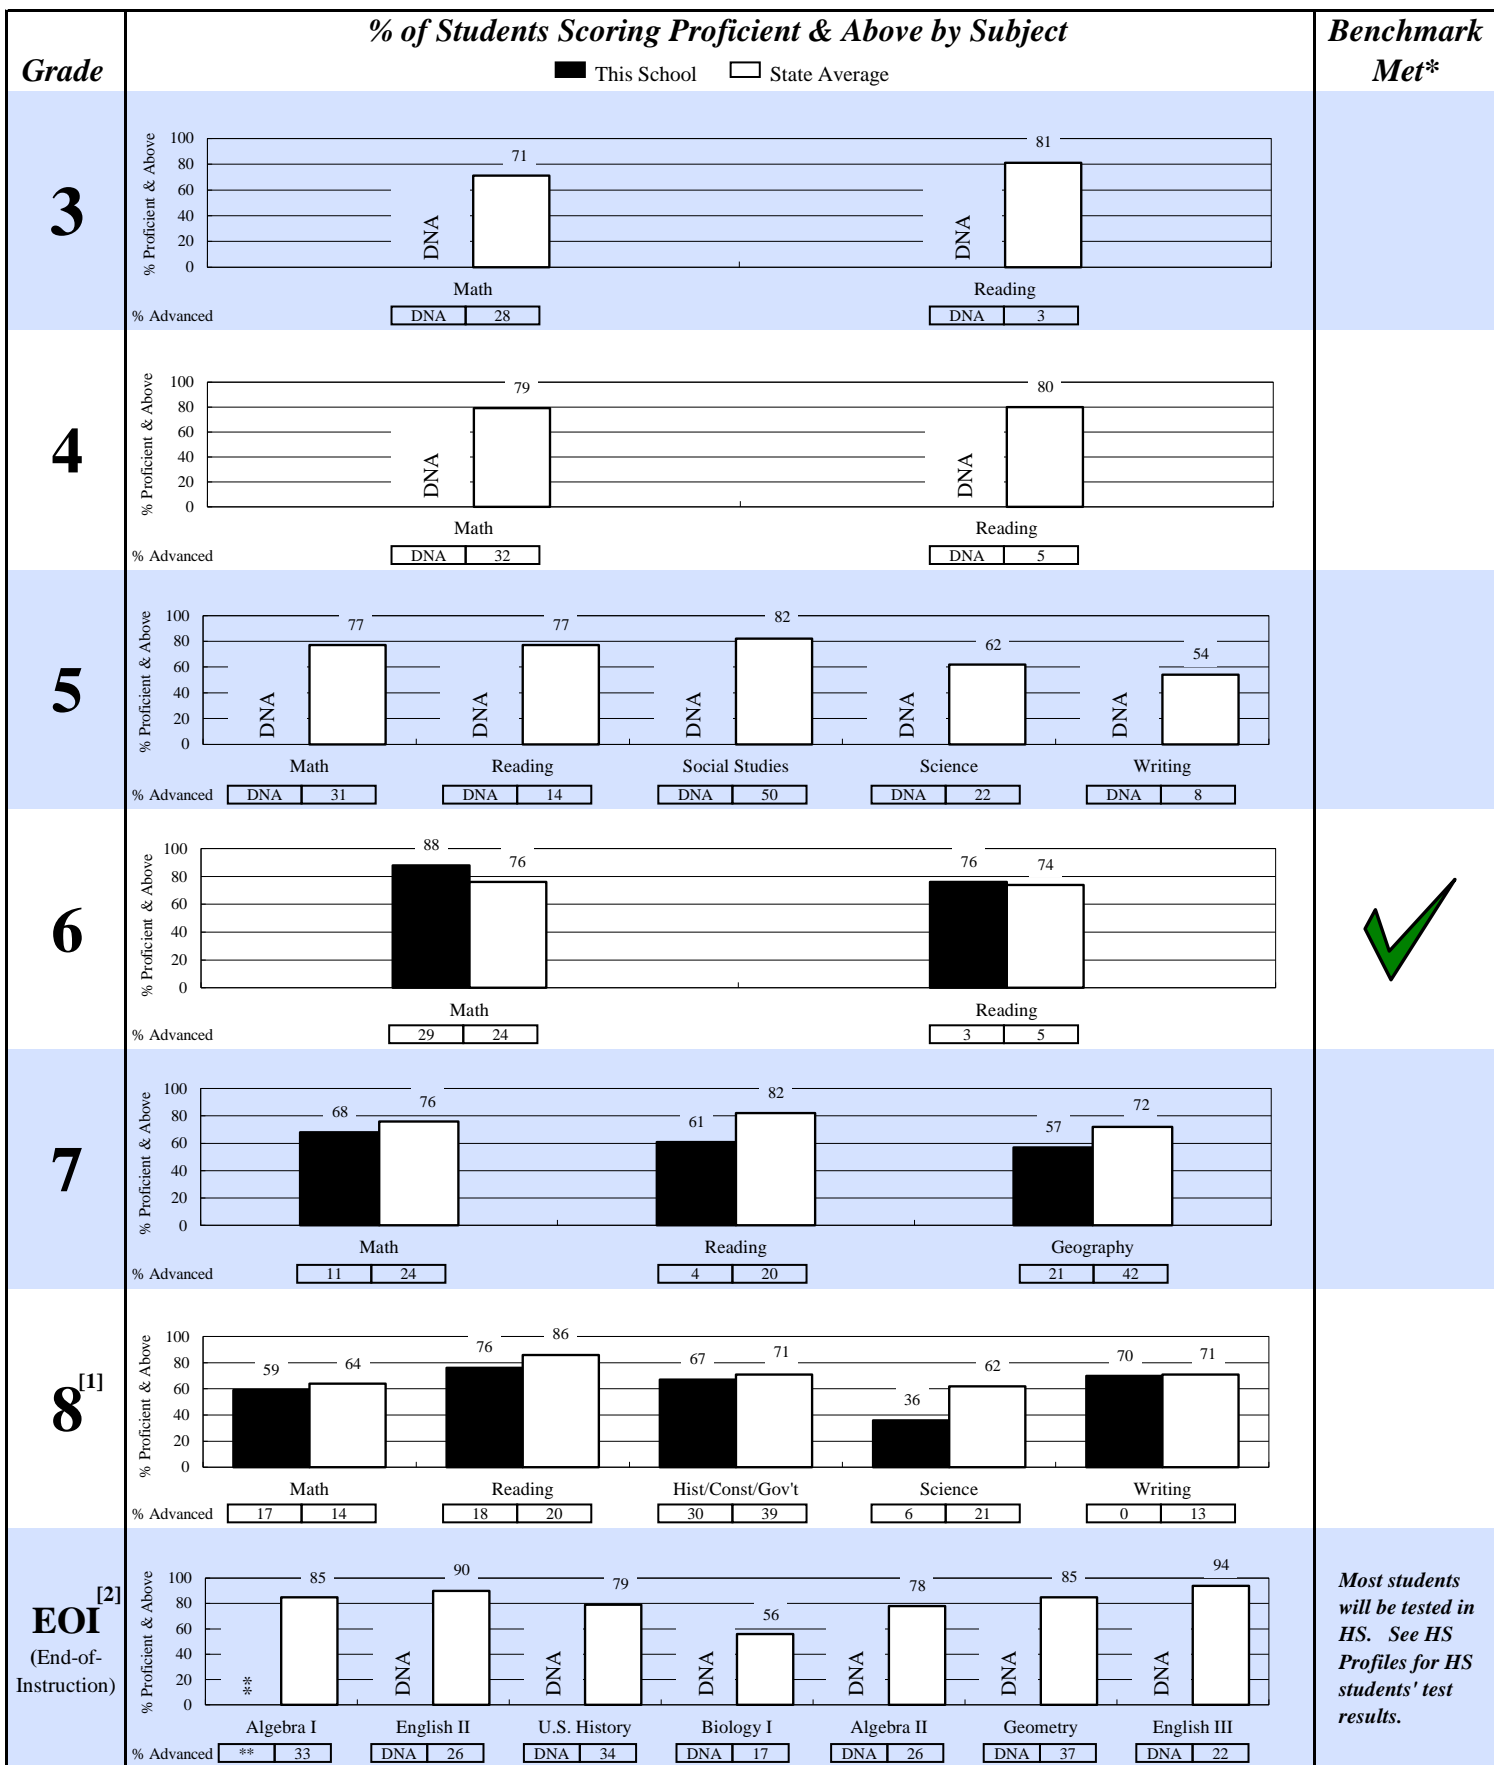 % of Students Scoring Proficient & Above by Subject
Benchmark
Met*
Grade
This School State Average
3
% Proficient & Above
100
80
60
40
20
0
DNA 71
DNA 81
Math Reading
% Advanced DNA 28 DNA 3
4
% Proficient & Above
100
80
60
40
20
0
DNA 79
DNA 80
Math Reading
% Advanced DNA 32 DNA 5
5
% Proficient & Above
100
80
60
40
20
0
DNA 77
DNA 77
DNA 82
DNA 62
DNA 54
Math Reading Social Studies Science Writing
% Advanced DNA 31 DNA 14 DNA 50 DNA 22 DNA 8
6
% Proficient & Above
100
80
60
40
20
0
88 76
76 74
Math Reading
% Advanced 29 24 3 5
7
% Proficient & Above
100
80
60
40
20
0
68 76
61 82
57 72
Math Reading Geography
% Advanced 11 24 4 20 21 42
8[1]
% Proficient & Above
100
80
60
40
20
0
59 64
76 86
67 71
36 62
70 71
Math Reading Hist/Const/Gov't Science Writing
% Advanced 17 14 18 20 30 39 6 21 0 13
EOI[2]
(End-of-
Instruction)
% Proficient & Above
100
80
60
40
20
0
** 85
DNA 90
DNA 79
DNA 56
DNA 78
DNA 85
DNA 94
Algebra I English II U.S. History Biology I Algebra II Geometry English III
% Advanced ** 33 DNA 26 DNA 34 DNA 17 DNA 26 DNA 37 DNA 22
Most students
will be tested in
HS. See HS
Profiles for HS
students' test
results.